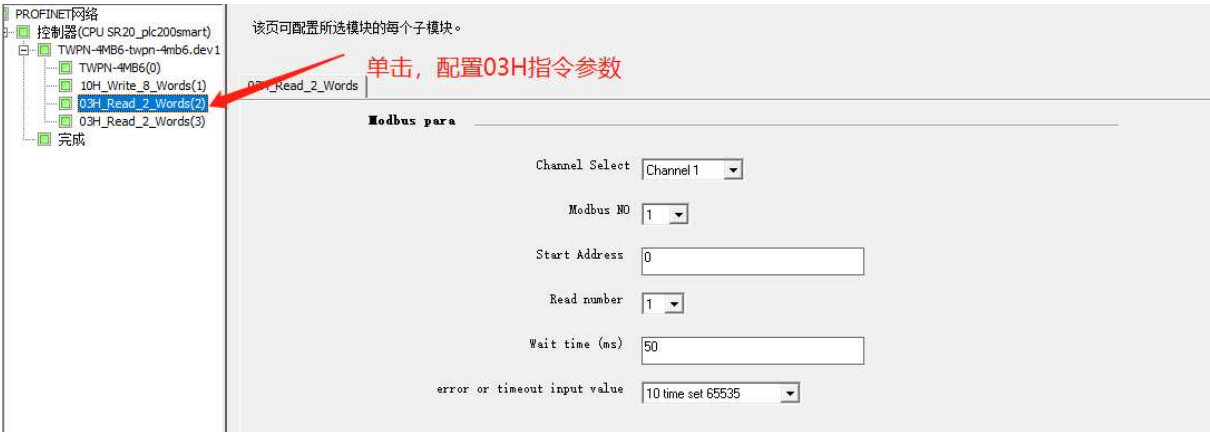 PROFINET网络
控制器(CPU SR20_plc200smart)
TWPN-4MB6-twpn-4mb6.dev1
TWPN-4MB6(0)
10H_Write_8_Words(1)
03H_Read_2_Words(2)
03H_Read_2_Words(3)
完成
该页可配置所选模块的每个子模块。
单击，配置03H指令参数
03H_Read_2_Words
Modbus para
Channel Select Channel 1
Modbus NO 1
Start Address 0
Read number 1
Wait time (ms) 50
error or timeout input value 10 time set 65535